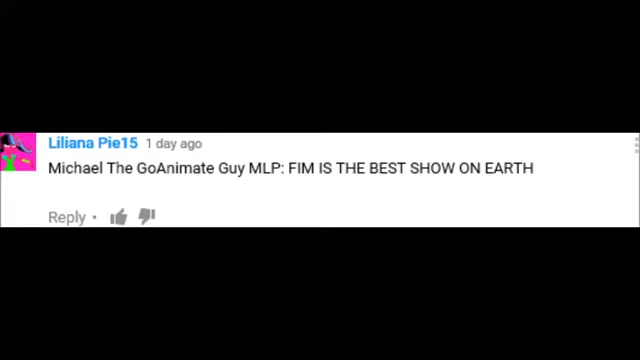 Liliana Pie15 1 day ago
Michael The GoAnimate Guy MLP: FIM IS THE BEST SHOW ON EARTH
Reply •